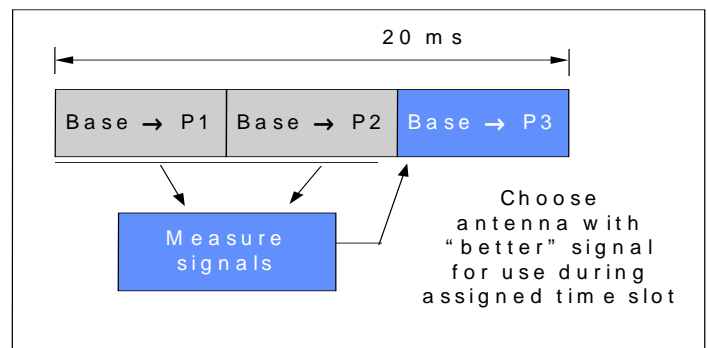 20 ms
Base → P1
Base → P2
Base → P3
Measure
signals
Choose
antenna with
“better” signal
for use during
assigned time slot